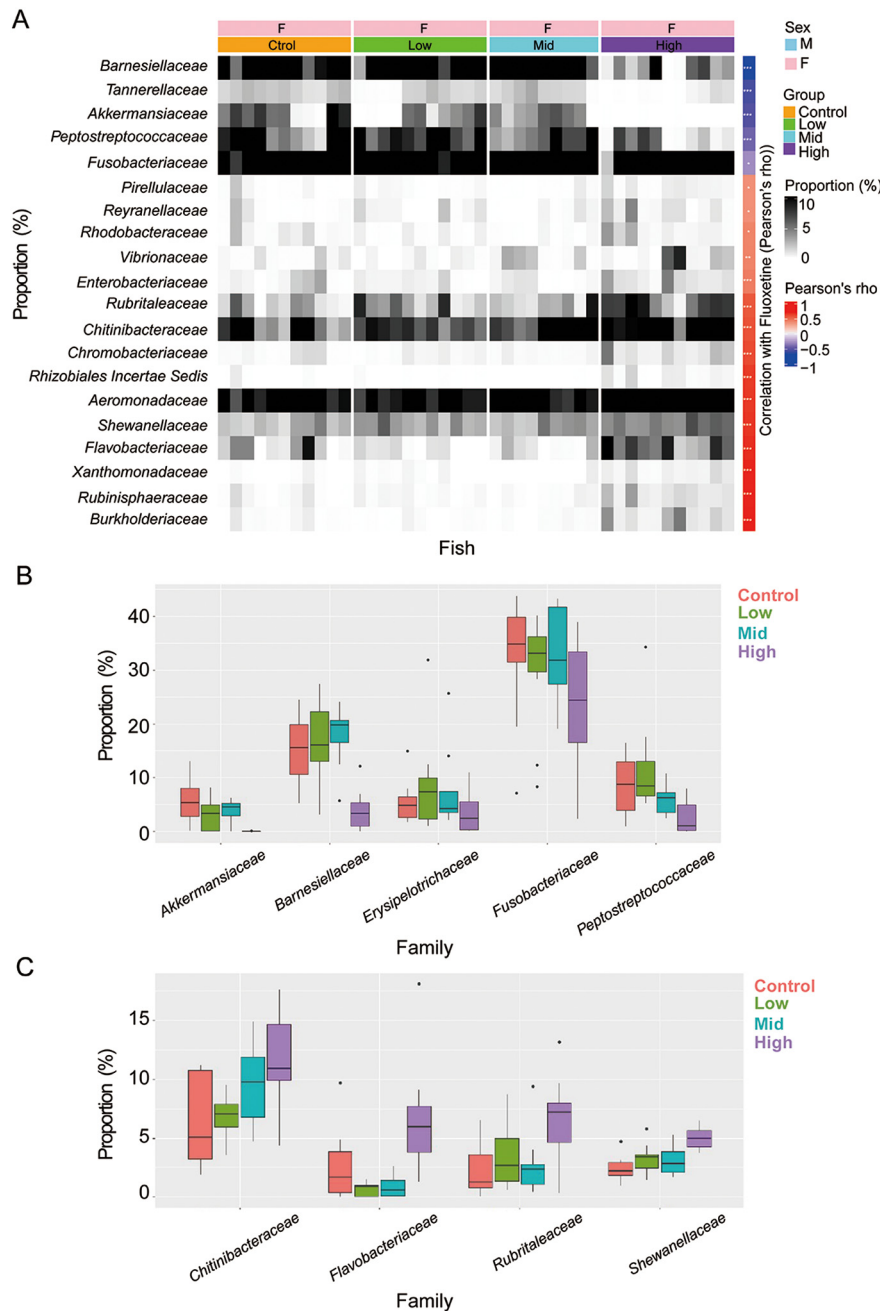 A
F F F F
Ctrol Low Mid High
Barnesiellaceae
Tannerellaceae
Akkermansiaceae
Peptostreptococcaceae
Fusobacteriaceae
Pirellulaceae
Reyranellaceae
Rhodobacteraceae
Vibrionaceae
Enterobacteriaceae
Rubritaleaceae
Chitinibacteraceae
Chromobacteriaceae
Rhizobiales Incertae Sedis
Aeromonadaceae
Shewanellaceae
Flavobacteriaceae
Xanthomonadaceae
Rubinisphaeraceae
Burkholderiaceae
Proportion (%)
Fish
Correlation with Fluoxetine (Pearson's rho))
Sex
M
F
Group
Control
Low
Mid
High
Proportion (%)
10
5
0
Pearson's rho
1
0.5
0
−0.5
−1
B
Proportion (%)
40
30
20
10
0
Akkermansiaceae
Barnesiellaceae
Erysipelotrichaceae
Fusobacteriaceae
Peptostreptococcaceae
Family
Control
Low
Mid
High
C
Proportion (%)
15
10
5
0
Chitinibacteraceae
Flavobacteriaceae
Rubritaleaceae
Shewanellaceae
Family
Control
Low
Mid
High